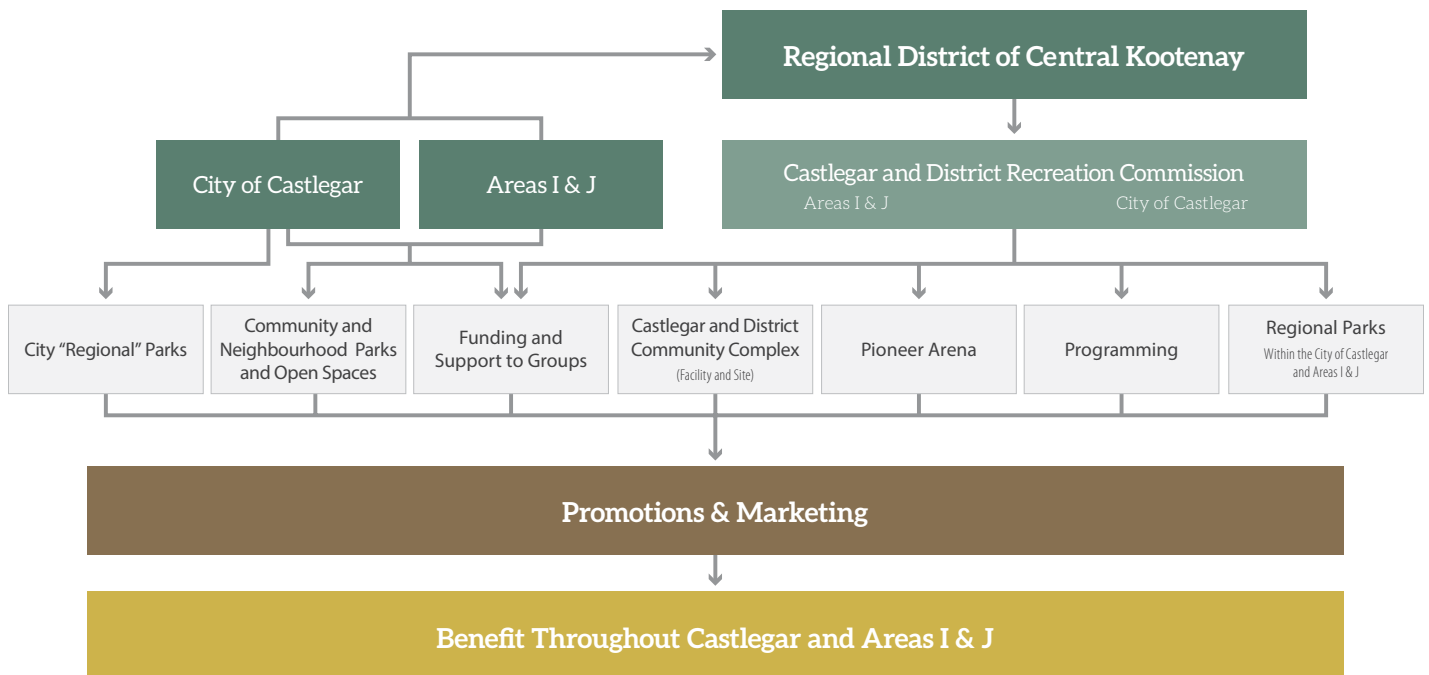 Regional District of Central Kootenay
City of Castlegar
Areas I & J
Castlegar and District Recreation Commission
Areas I & J
City of Castlegar
City “Regional” Parks
Community and
Neighbourhood Parks
and Open Spaces
Funding and
Support to Groups
Castlegar and District
Community Complex
(Facility and Site)
Pioneer Arena
Programming
Regional Parks
Within the City of Castlegar
and Areas I & J
Promotions & Marketing
Benefit Throughout Castlegar and Areas I & J